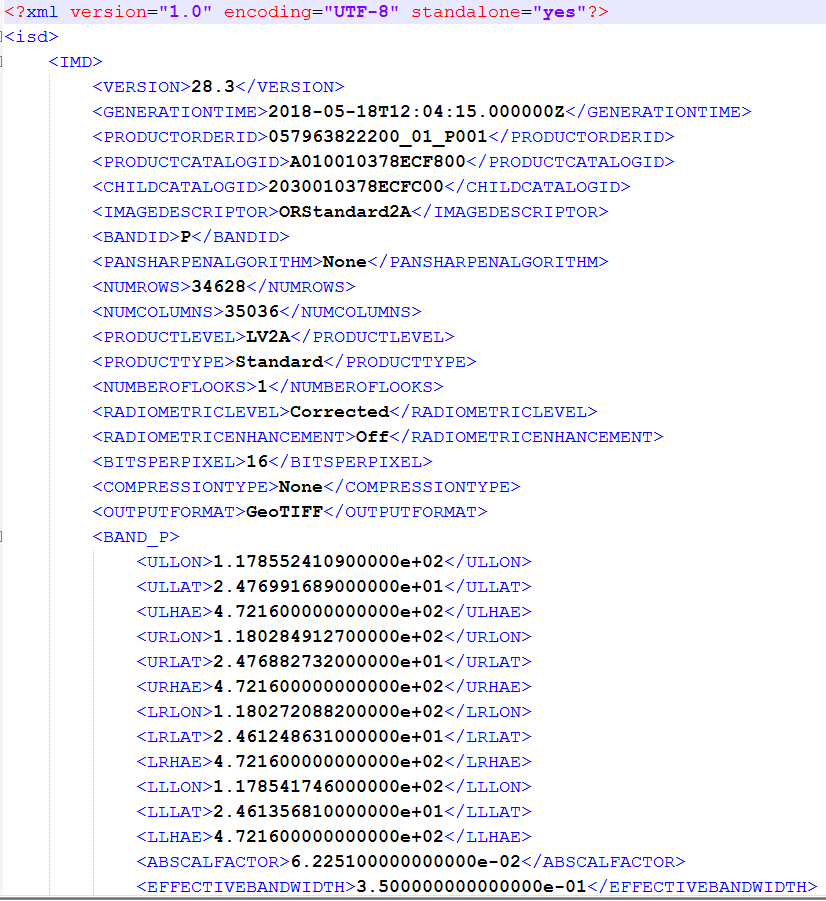 <?xml version="1.0" encoding="UTF-8" standalone="yes"?>
<isd>
<IMD>
<VERSION>28.3</VERSION>
<GENERATIONTIME>2018-05-18T12:04:15.000000Z</GENERATIONTIME>
<PRODUCTORDERID>057963822200_01_P001</PRODUCTORDERID>
<PRODUCTCATALOGID>A010010378ECF800</PRODUCTCATALOGID>
<CHILDCATALOGID>2030010378ECFC00</CHILDCATALOGID>
<IMAGEDESCRIPTOR>ORStandard2A</IMAGEDESCRIPTOR>
<BANDID>P</BANDID>
<PANSHARPENALGORITHM>None</PANSHARPENALGORITHM>
<NUMROWS>34628</NUMROWS>
<NUMCOLUMNS>35036</NUMCOLUMNS>
<PRODUCTLEVEL>LV2A</PRODUCTLEVEL>
<PRODUCTTYPE>Standard</PRODUCTTYPE>
<NUMBEROFLOOKS>1</NUMBEROFLOOKS>
<RADIOMETRICLEVEL>Corrected</RADIOMETRICLEVEL>
<RADIOMETRICENHANCEMENT>Off</RADIOMETRICENHANCEMENT>
<BITSPERPIXEL>16</BITSPERPIXEL>
<COMPRESSIONTYPE>None</COMPRESSIONTYPE>
<OUTPUTFORMAT>GeoTIFF</OUTPUTFORMAT>
<BAND_P>
<ULLON>1.178552410900000e+02</ULLON>
<ULLAT>2.476991689000000e+01</ULLAT>
<ULHAE>4.721600000000000e+02</ULHAE>
<URLON>1.180284912700000e+02</URLON>
<URLAT>2.476882732000000e+01</URLAT>
<URHAE>4.721600000000000e+02</URHAE>
<LRLON>1.180272088200000e+02</LRLON>
<LRLAT>2.461248631000000e+01</LRLAT>
<LRHAE>4.721600000000000e+02</LRHAE>
<LLLON>1.178541746000000e+02</LLLON>
<LLLAT>2.461356810000000e+01</LLLAT>
<LLHAE>4.721600000000000e+02</LLHAE>
<ABSCALFACTOR>6.225100000000000e-02</ABSCALFACTOR>
<EFFECTIVEBANDWIDTH>3.500000000000000e-01</EFFECTIVEBANDWIDTH>